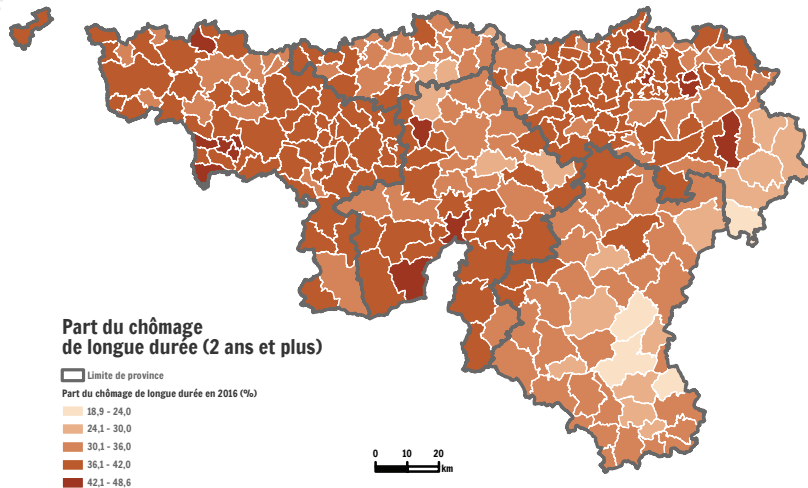 Part du chômage
de longue durée (2 ans et plus)
Limite de province
Part du chômage de longue durée en 2016 (%)
18,9 - 24,0
24,1 - 30,0
30,1 - 36,0
36,1 - 42,0
42,1 - 48,6
0 10 20
km